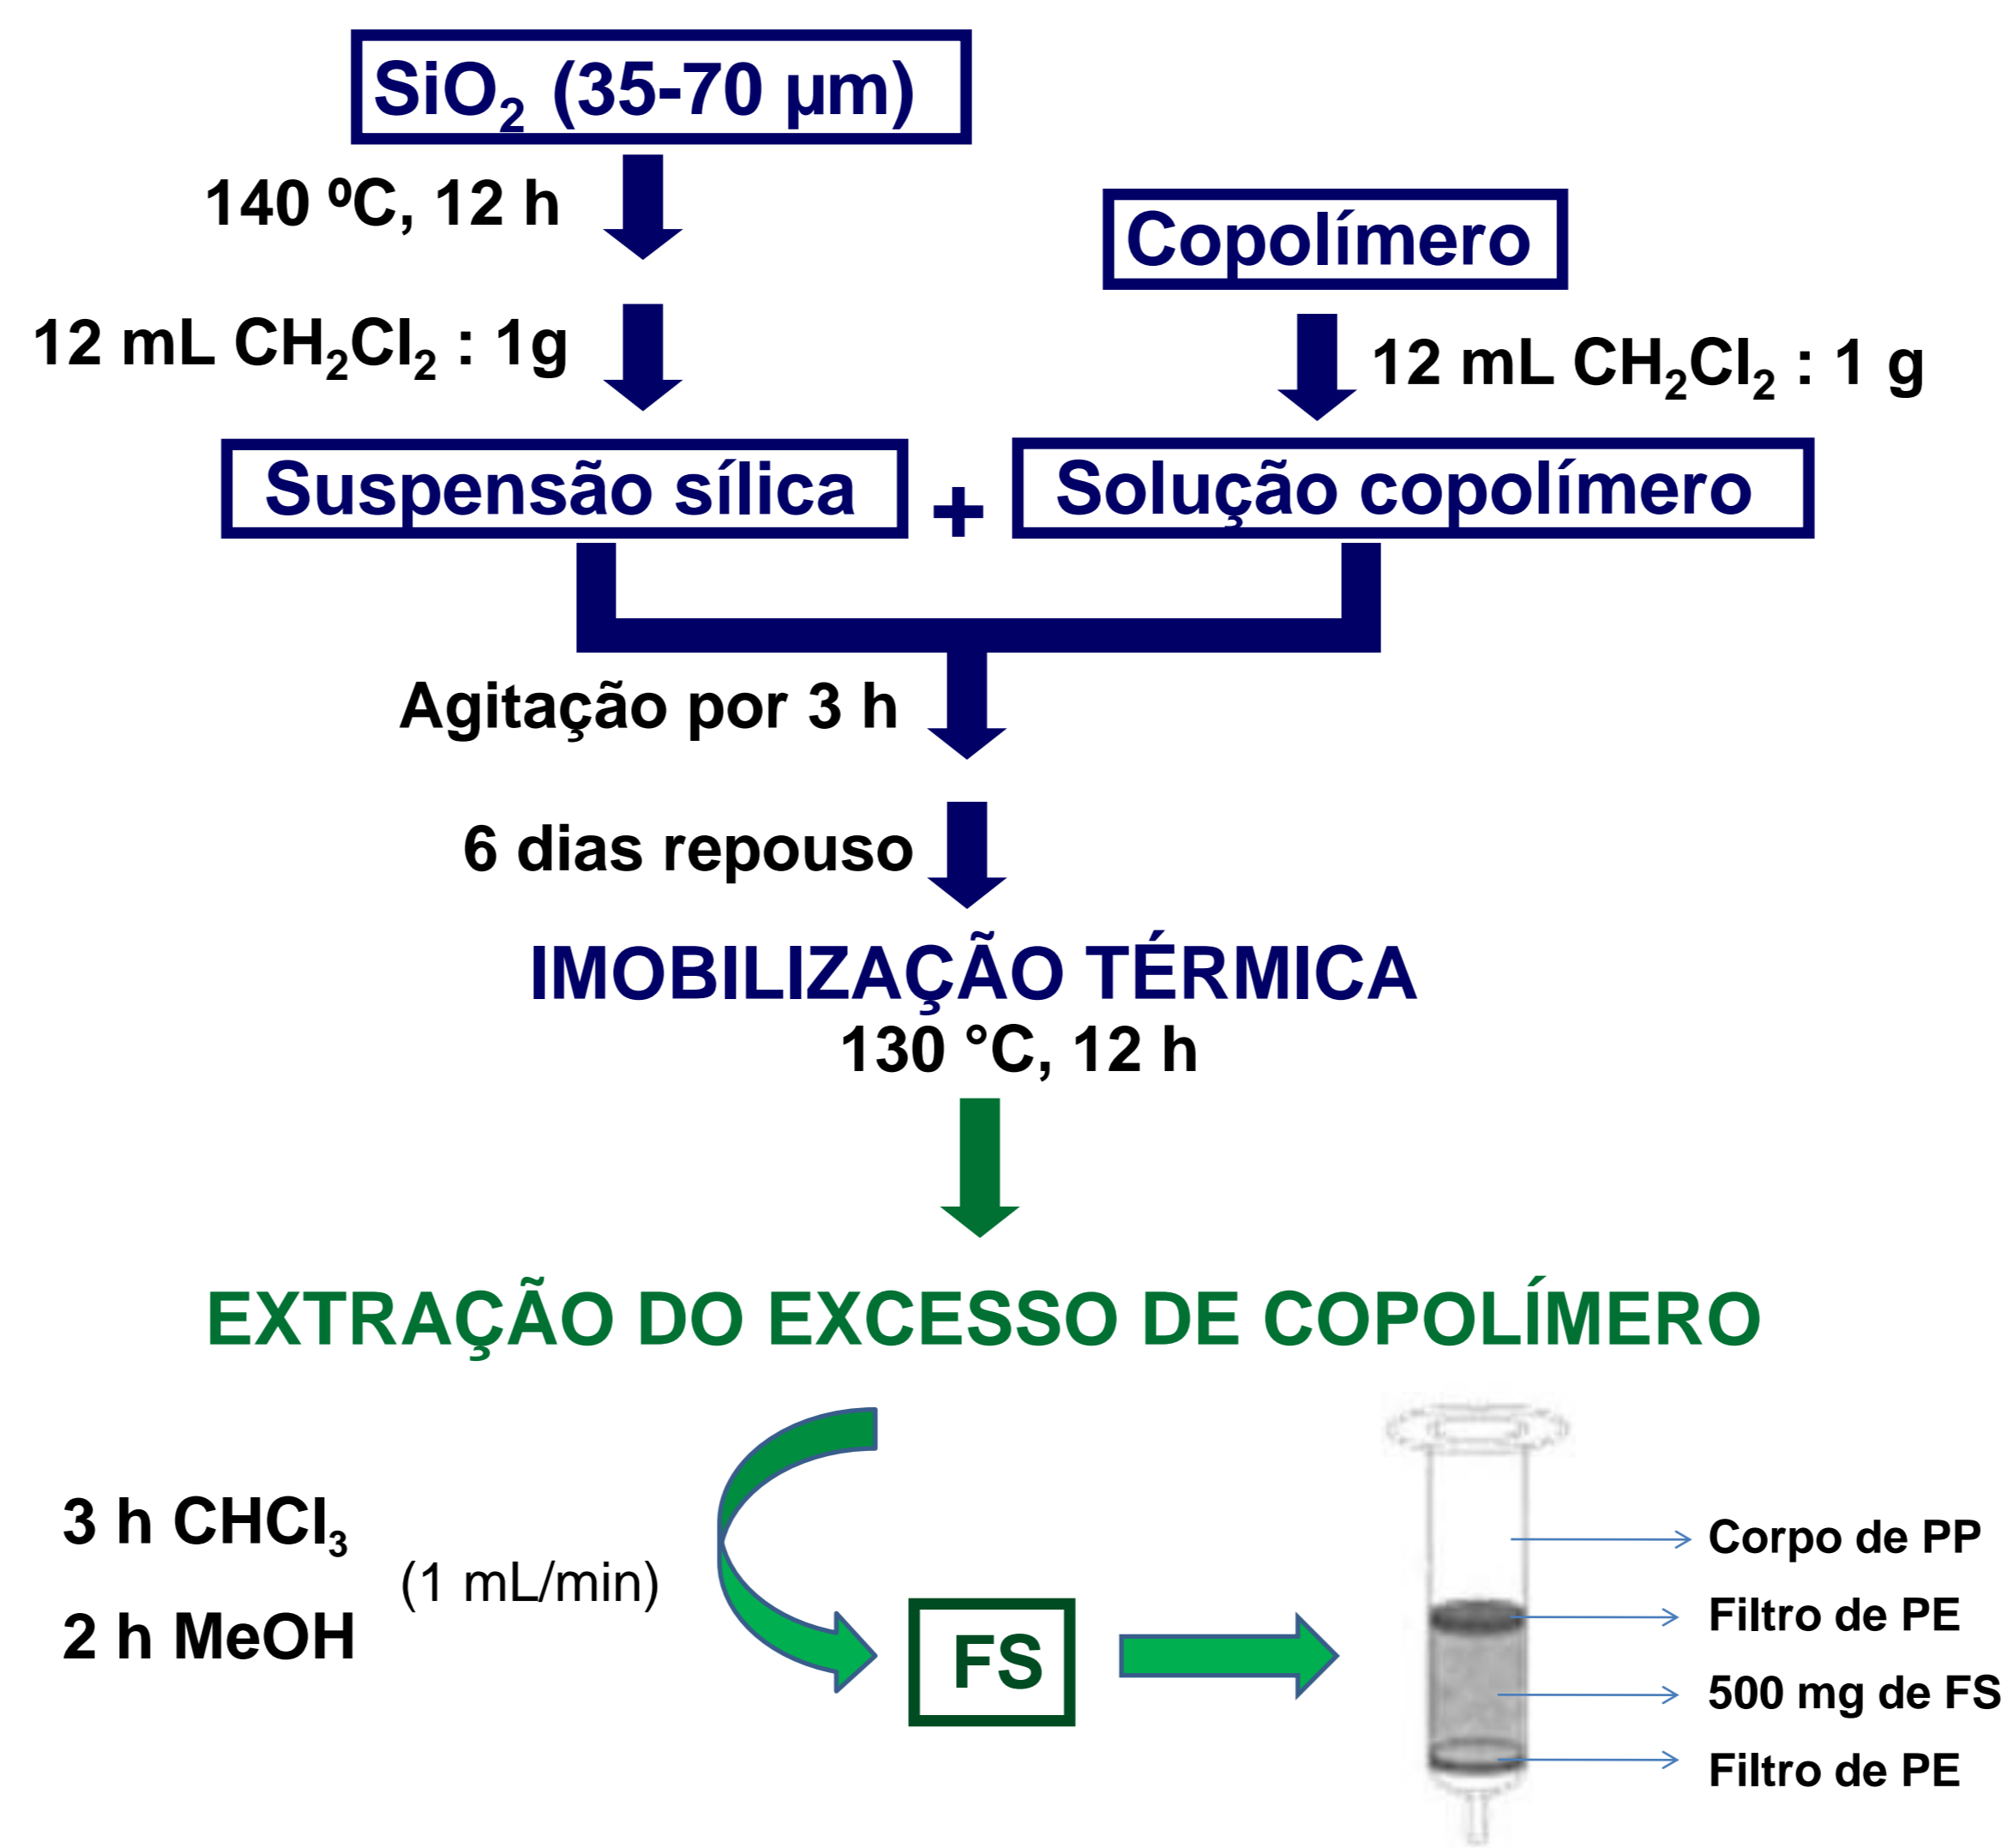 SiO₂ (35-70 µm)
140 ºC, 12 h
Copolímero
12 mL CH₂Cl₂ : 1g
12 mL CH₂Cl₂ : 1 g
Suspensão sílica
+
Solução copolímero
Agitação por 3 h
6 dias repouso
IMOBILIZAÇÃO TÉRMICA
130 °C, 12 h
EXTRAÇÃO DO EXCESSO DE COPOLÍMERO
3 h CHCl₃
(1 mL/min)
2 h MeOH
FS
Corpo de PP
Filtro de PE
500 mg de FS
Filtro de PE